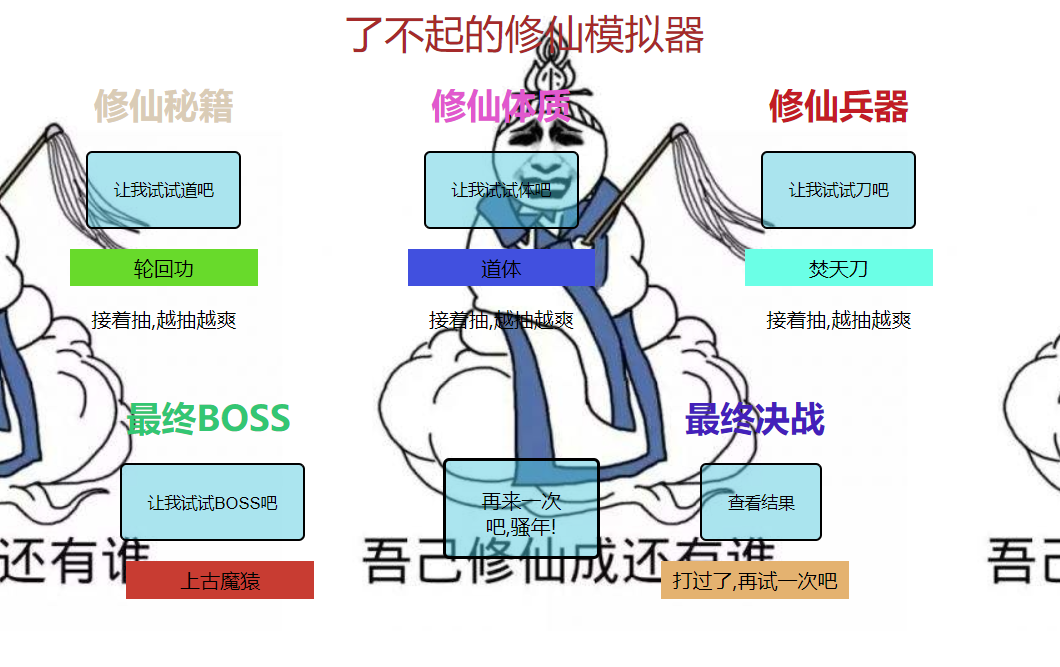 了不起的修仙模拟器
修仙秘籍
修仙体质
修仙兵器
让我试试道吧
让我试试体吧
让我试试刀吧
轮回功
道体
焚天刀
接着抽,越抽越爽
接着抽,越抽越爽
接着抽,越抽越爽
最终BOSS
最终决战
让我试试BOSS吧
再来一次
吧,骚年!
查看结果
还有谁
吾己修仙成还有谁
吾己
上古魔猿
打过了,再试一次吧